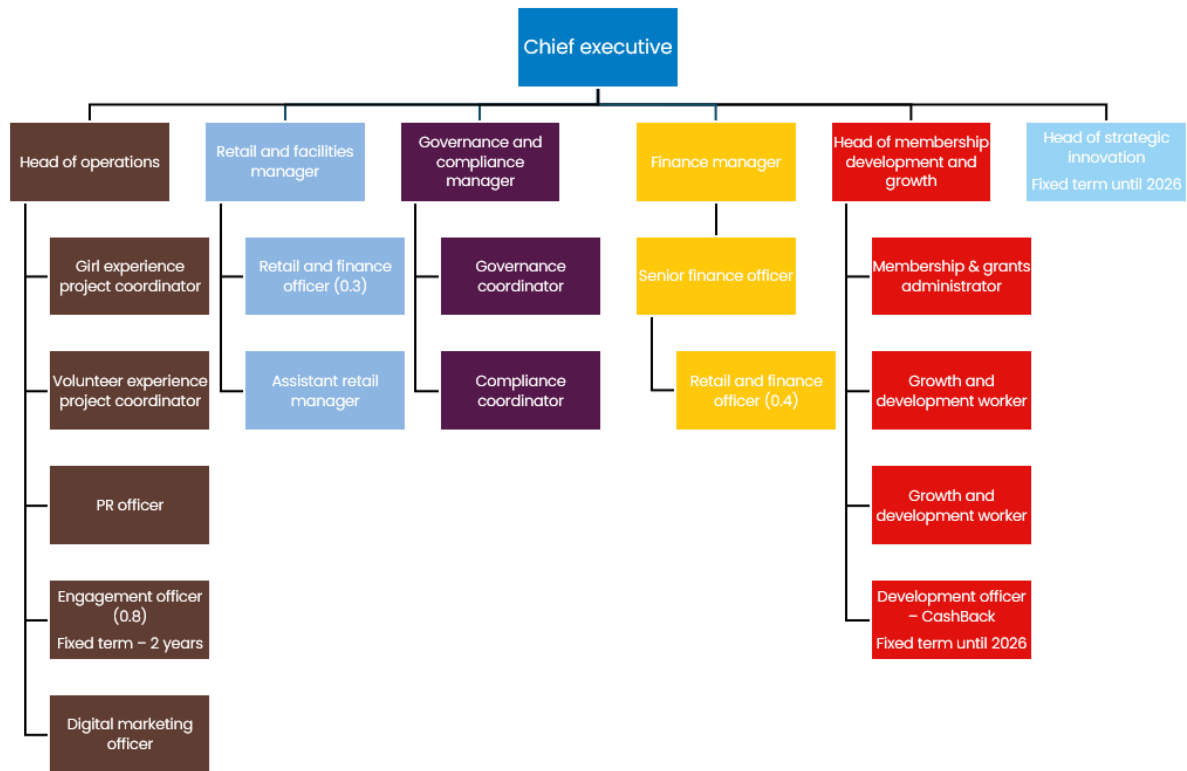 Chief executive
Head of operations
Retail and facilities
manager
Governance and
compliance
manager
Finance manager
Head of membership
development and
growth
Head of strategic
innovation
Fixed term until 2026
Girl experience
project coordinator
Retail and finance
officer (0.3)
Governance
coordinator
Senior finance officer
Membership & grants
administrator
Volunteer experience
project coordinator
Assistant retail
manager
Compliance
coordinator
Retail and finance
officer (0.4)
Growth and
development worker
PR officer
Growth and
development worker
Engagement officer
(0.8)
Fixed term – 2 years
Development officer
– CashBack
Fixed term until 2026
Digital marketing
officer